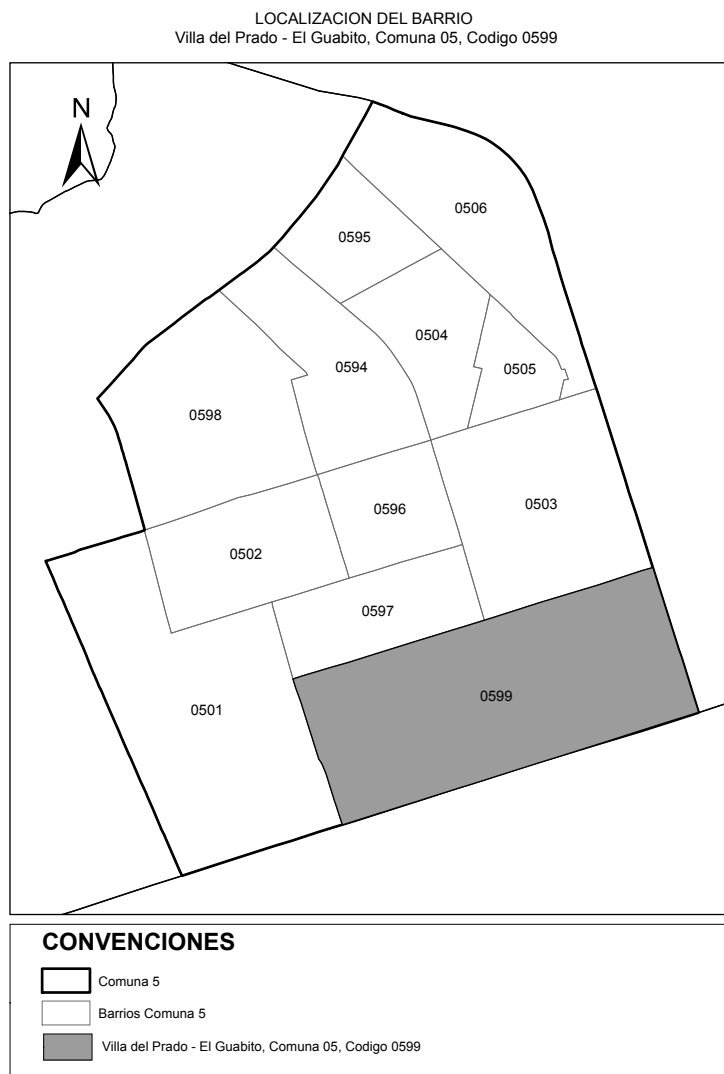 LOCALIZACION DEL BARRIO
Villa del Prado - El Guabito, Comuna 05, Codigo 0599
N
0506
0595
0504
0594
0505
0598
0503
0596
0502
0597
0599
0501
CONVENCIONES
Comuna 5
Barrios Comuna 5
Villa del Prado - El Guabito, Comuna 05, Codigo 0599